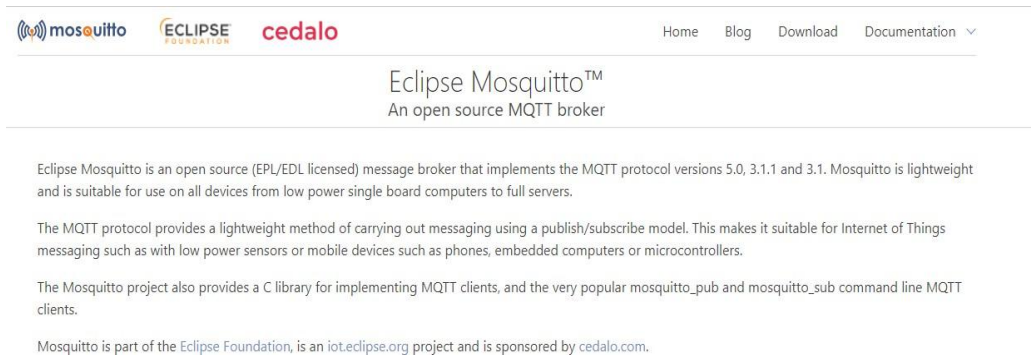 mosquitto ECLIPSE FOUNDATION cedalo Home Blog Download Documentation
Eclipse Mosquitto™
An open source MQTT broker
Eclipse Mosquitto is an open source (EPL/EDL licensed) message broker that implements the MQTT protocol versions 5.0, 3.1.1 and 3.1. Mosquitto is lightweight
and is suitable for use on all devices from low power single board computers to full servers.
The MQTT protocol provides a lightweight method of carrying out messaging using a publish/subscribe model. This makes it suitable for Internet of Things
messaging such as with low power sensors or mobile devices such as phones, embedded computers or microcontrollers.
The Mosquitto project also provides a C library for implementing MQTT clients, and the very popular mosquitto_pub and mosquitto_sub command line MQTT
clients.
Mosquitto is part of the Eclipse Foundation, is an iot.eclipse.org project and is sponsored by cedalo.com.